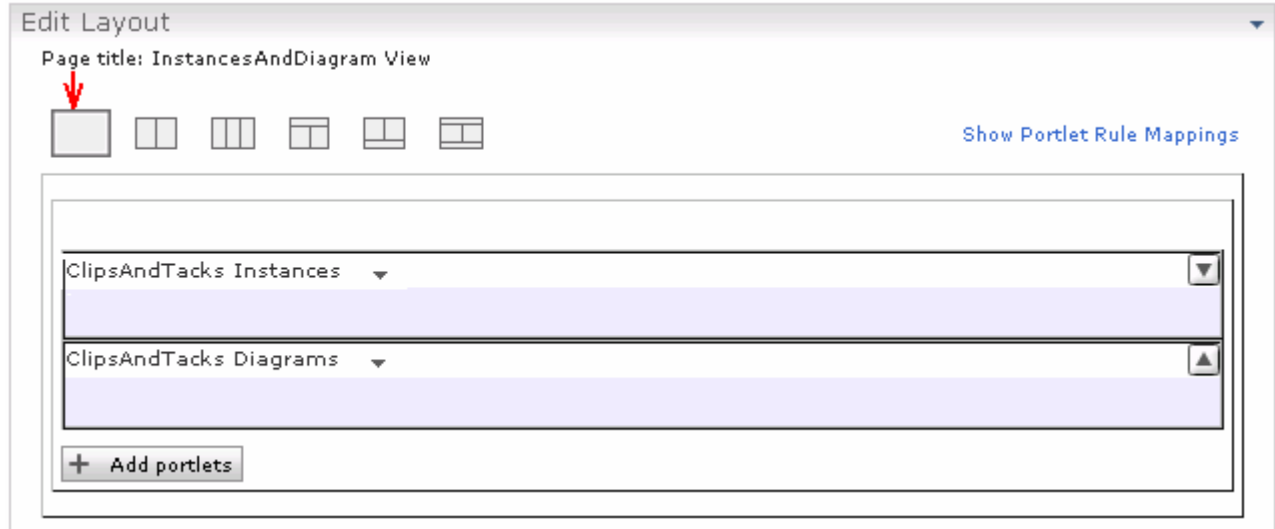 Edit Layout
Page title: InstancesAndDiagram View
Show Portlet Rule Mappings
ClipsAndTacks Instances
ClipsAndTacks Diagrams
+ Add portlets